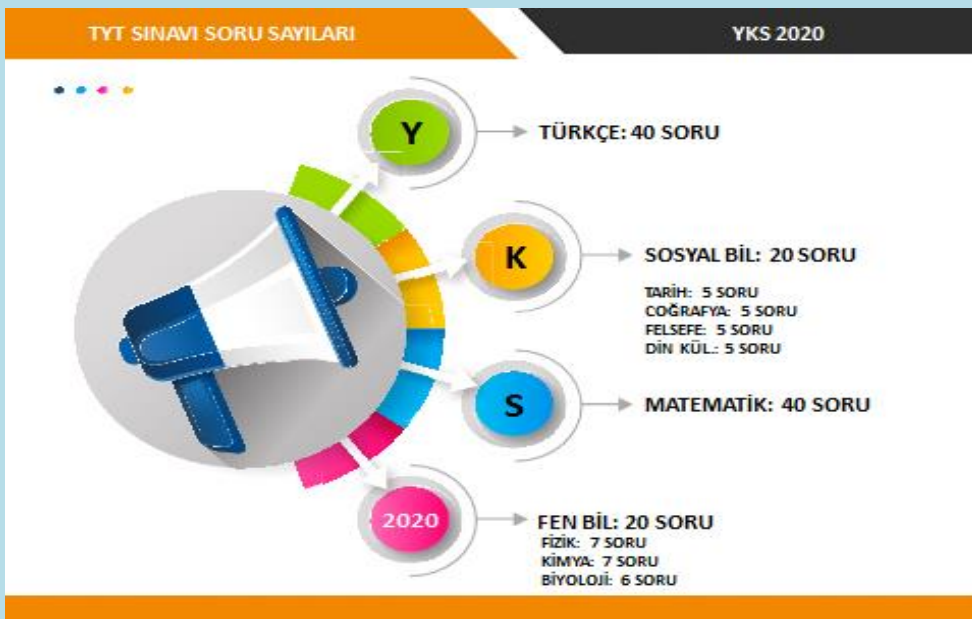 TYT SINAVI SORU SAYILARI
YKS 2020
Y
TÜRKÇE: 40 SORU
K
SOSYAL BİL: 20 SORU
TARİH: 5 SORU
COĞRAFYA: 5 SORU
FELSEFE: 5 SORU
DİN KÜL.: 5 SORU
S
MATEMATİK: 40 SORU
2020
FEN BİL: 20 SORU
FİZİK: 7 SORU
KİMYA: 7 SORU
BİYOLOJİ: 6 SORU